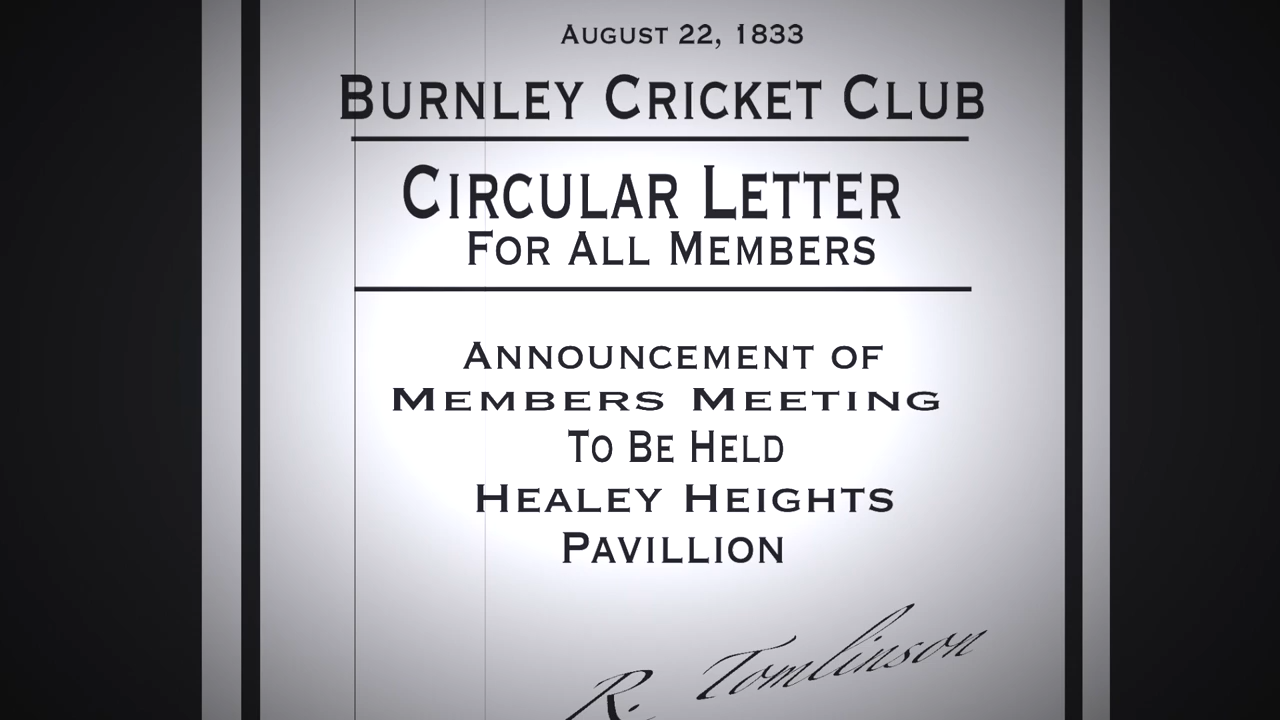 August 22, 1833
Burnley Cricket Club
Circular Letter
For All Members
Announcement of
Members Meeting
To Be Held
Healey Heights
Pavillion
R. Tomlinson